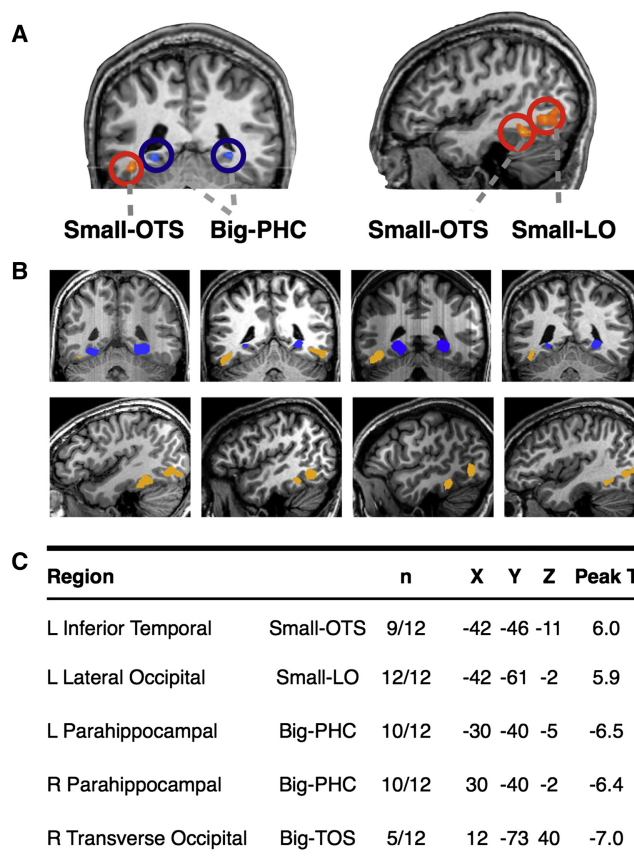 A
Small-OTS Big-PHC Small-OTS Small-LO
B
C
Region n X Y Z Peak T
L Inferior Temporal Small-OTS 9/12 -42 -46 -11 6.0
L Lateral Occipital Small-LO 12/12 -42 -61 -2 5.9
L Parahippocampal Big-PHC 10/12 -30 -40 -5 -6.5
R Parahippocampal Big-PHC 10/12 30 -40 -2 -6.4
R Transverse Occipital Big-TOS 5/12 12 -73 40 -7.0